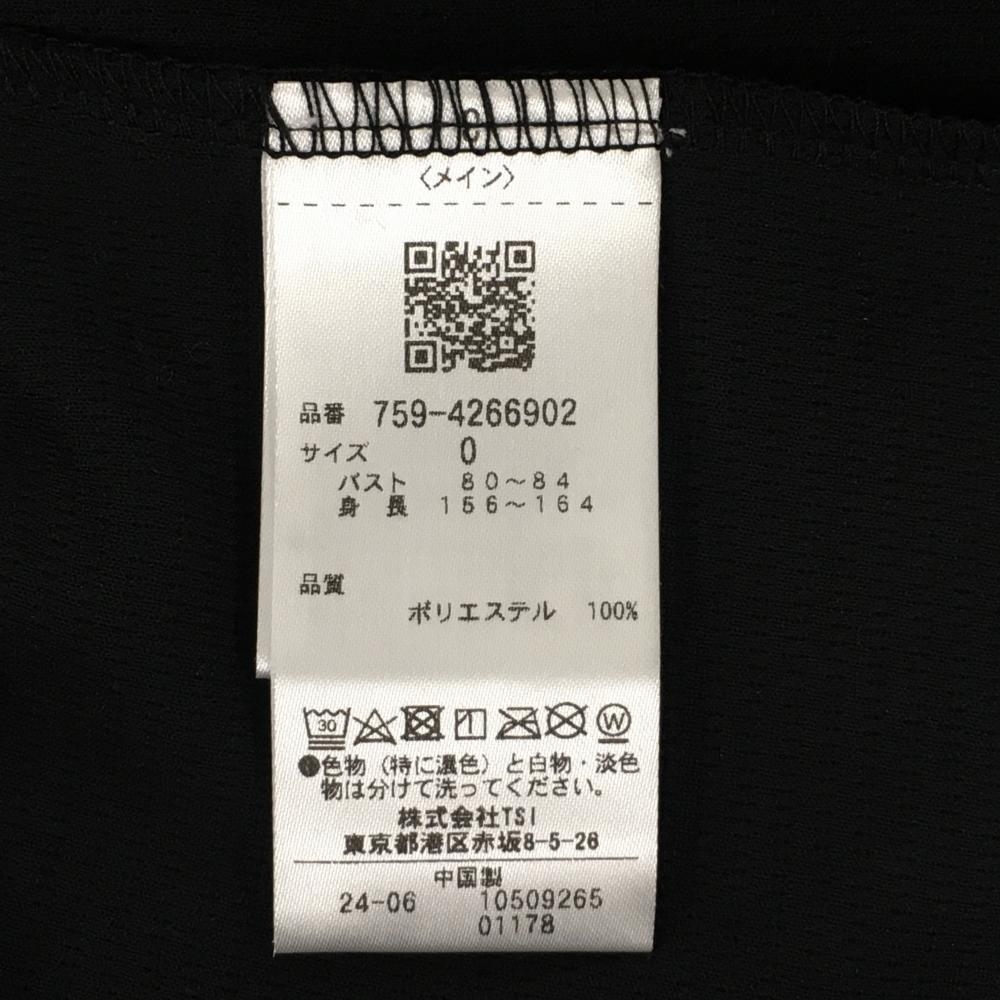 〈メイン〉
品番 759-4266902
サイズ 0
バスト 80～84
身長 156～164
品質
ポリエステル 100%
30 W
●色物（特に濃色）と白物・淡色
物は分けて洗ってください。
株式会社TSI
東京都港区赤坂8-5-26
中国製
24-06 10509265
01178